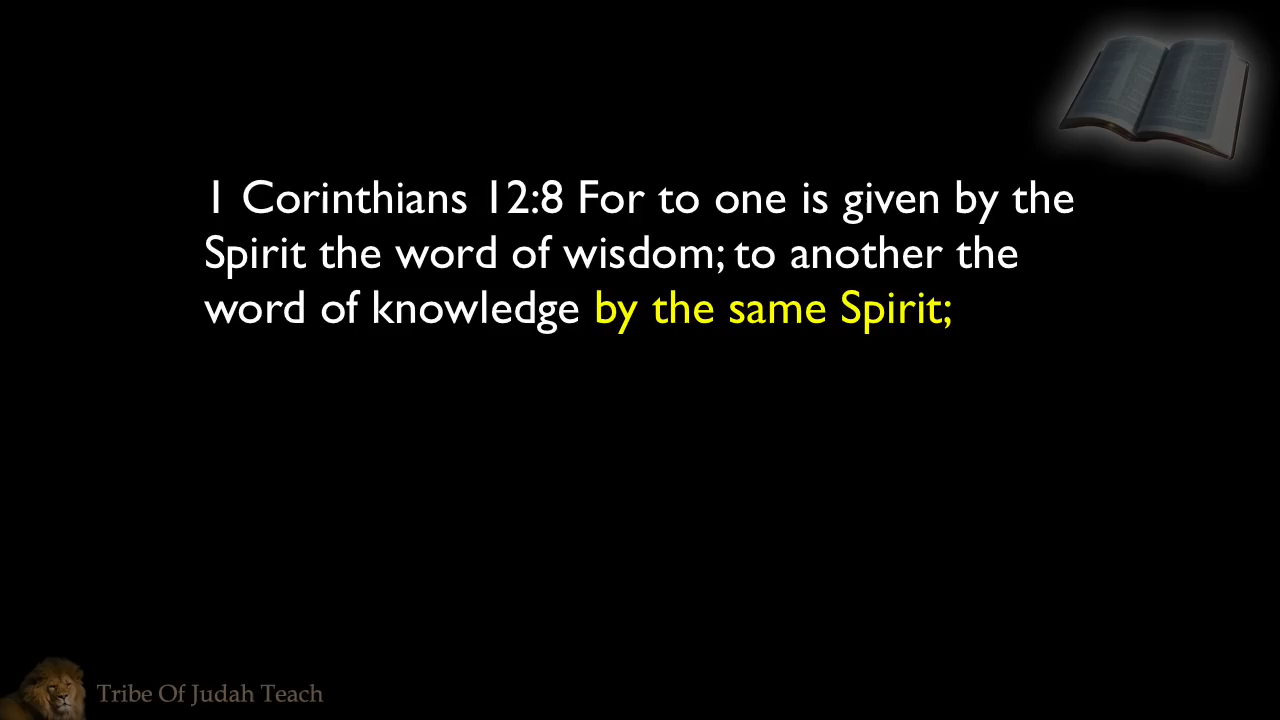 1 Corinthians 12:8 For to one is given by the
Spirit the word of wisdom; to another the
word of knowledge by the same Spirit;
Tribe Of Judah Teach